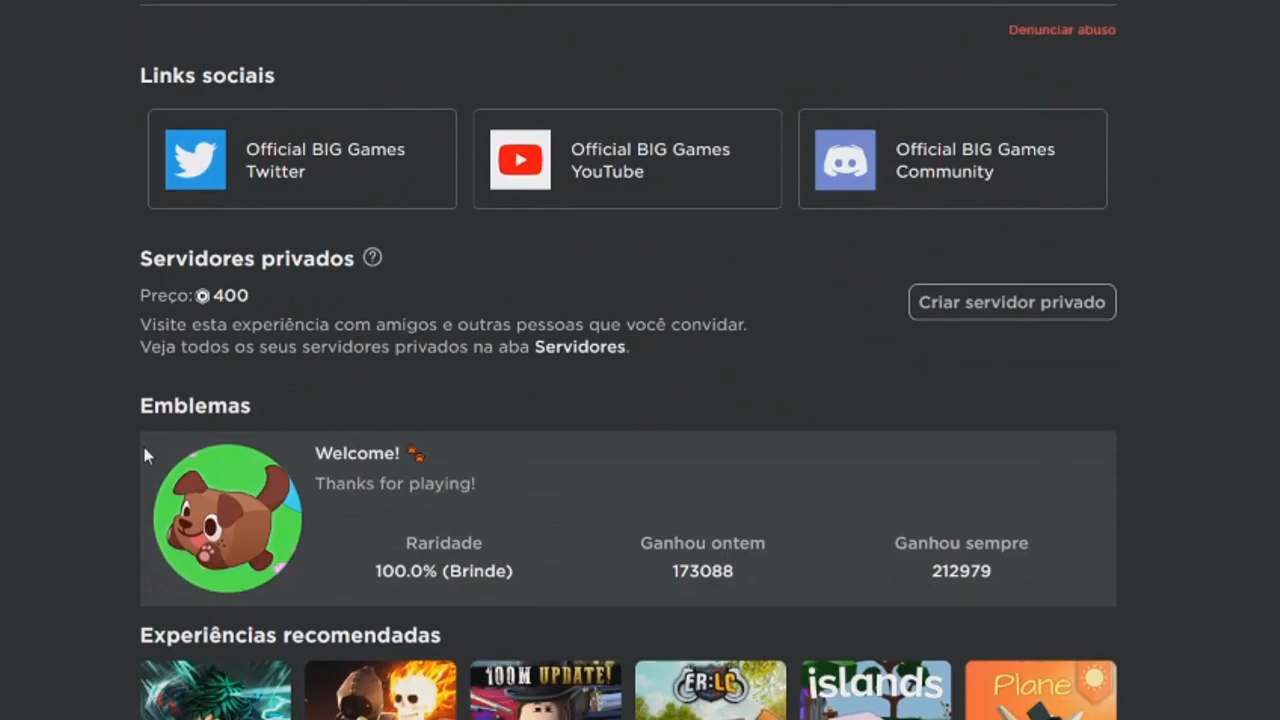 Denunciar abuso
Links sociais
Official BIG Games
Twitter
Official BIG Games
YouTube
Official BIG Games
Community
Servidores privados
Preço: 400
Criar servidor privado
Visite esta experiência com amigos e outras pessoas que você convidar.
Veja todos os seus servidores privados na aba Servidores.
Emblemas
Welcome!
Thanks for playing!
Raridade
100.0% (Brinde)
Ganhou ontem
173088
Ganhou sempre
212979
Experiências recomendadas
100M UPDATE!
ER:LC
islands
Plane